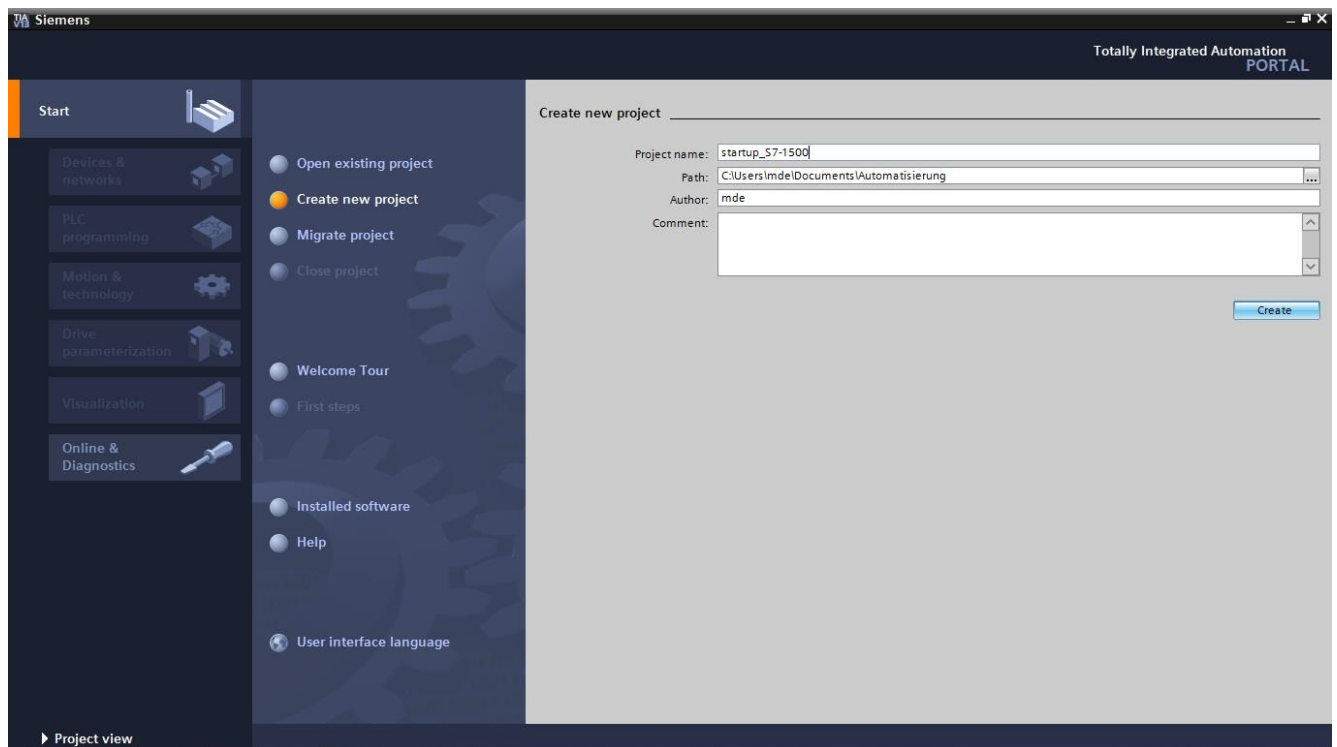 TIA
V13
Siemens
Totally Integrated Automation
PORTAL
Start
Devices &
networks
PLC
programming
Motion &
technology
Drive
parameterization
Visualization
Online &
Diagnostics
Open existing project
Create new project
Migrate project
Close project
Welcome Tour
First steps
Installed software
Help
User interface language
Create new project
Project name: startup_S7-1500
Path: C:\Users\mde\Documents\Automatisierung
...
Author: mde
Comment:
Create
Project view